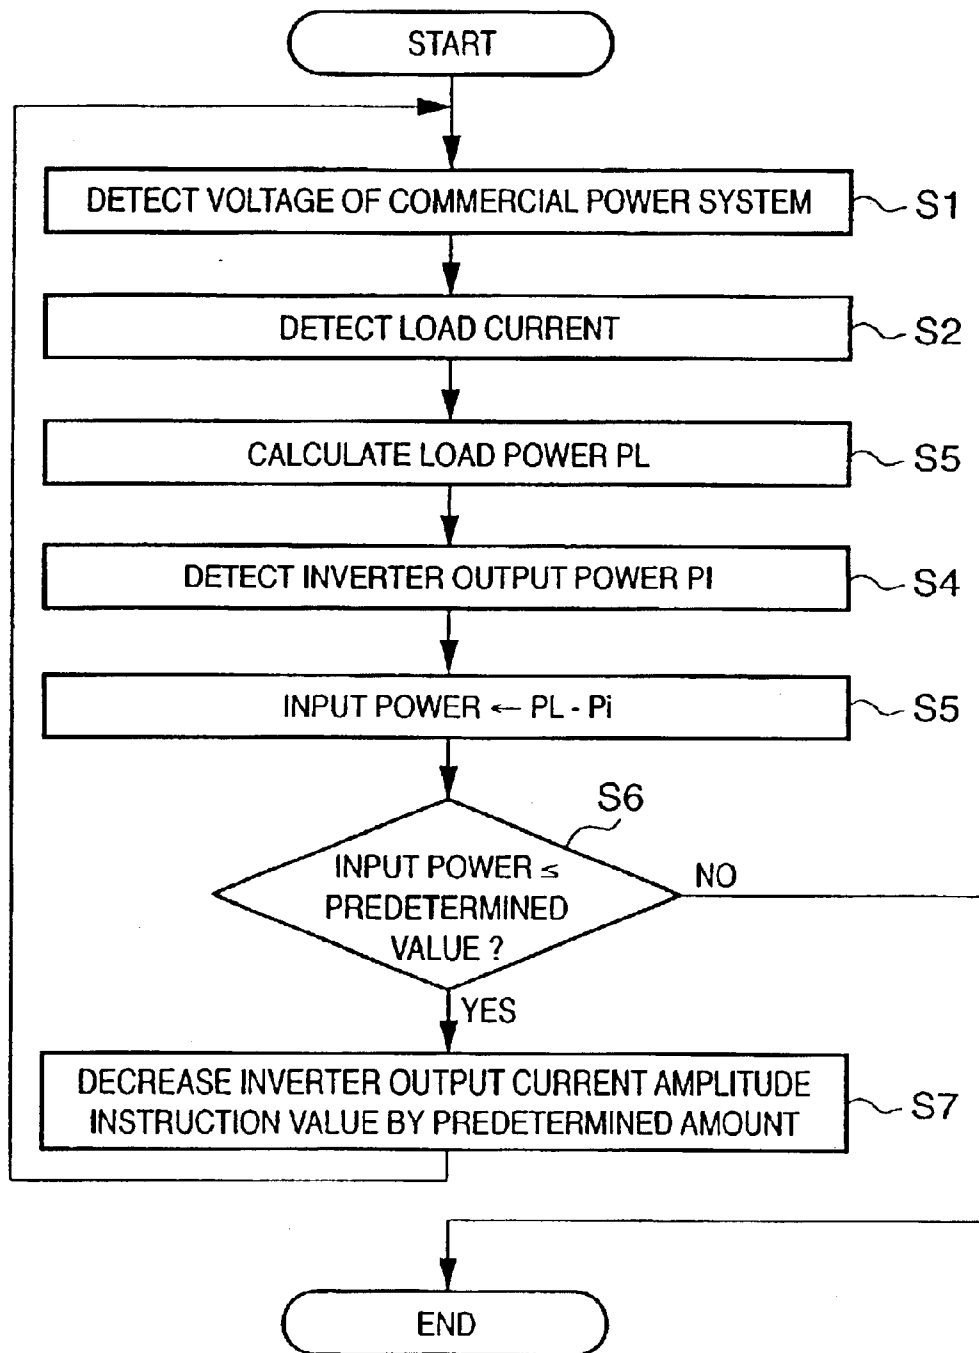 START
DETECT VOLTAGE OF COMMERCIAL POWER SYSTEM
S1
DETECT LOAD CURRENT
S2
CALCULATE LOAD POWER PL
S5
DETECT INVERTER OUTPUT POWER PI
S4
INPUT POWER ← PL - Pi
S5
S6
INPUT POWER ≤
PREDETERMINED
VALUE ?
NO
YES
DECREASE INVERTER OUTPUT CURRENT AMPLITUDE
INSTRUCTION VALUE BY PREDETERMINED AMOUNT
S7
END